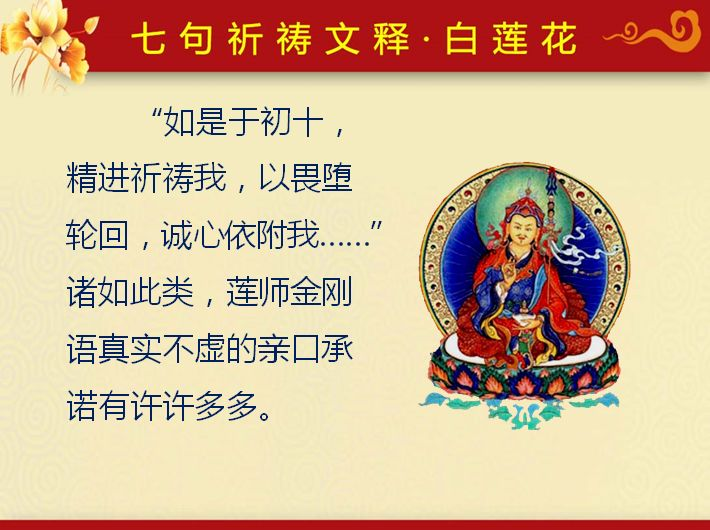 七句祈祷文释·白莲花
“如是于初十，
精进祈祷我，以畏堕
轮回，诚心依附我……”
诸如此类，莲师金刚
语真实不虚的亲口承
诺有许许多多。